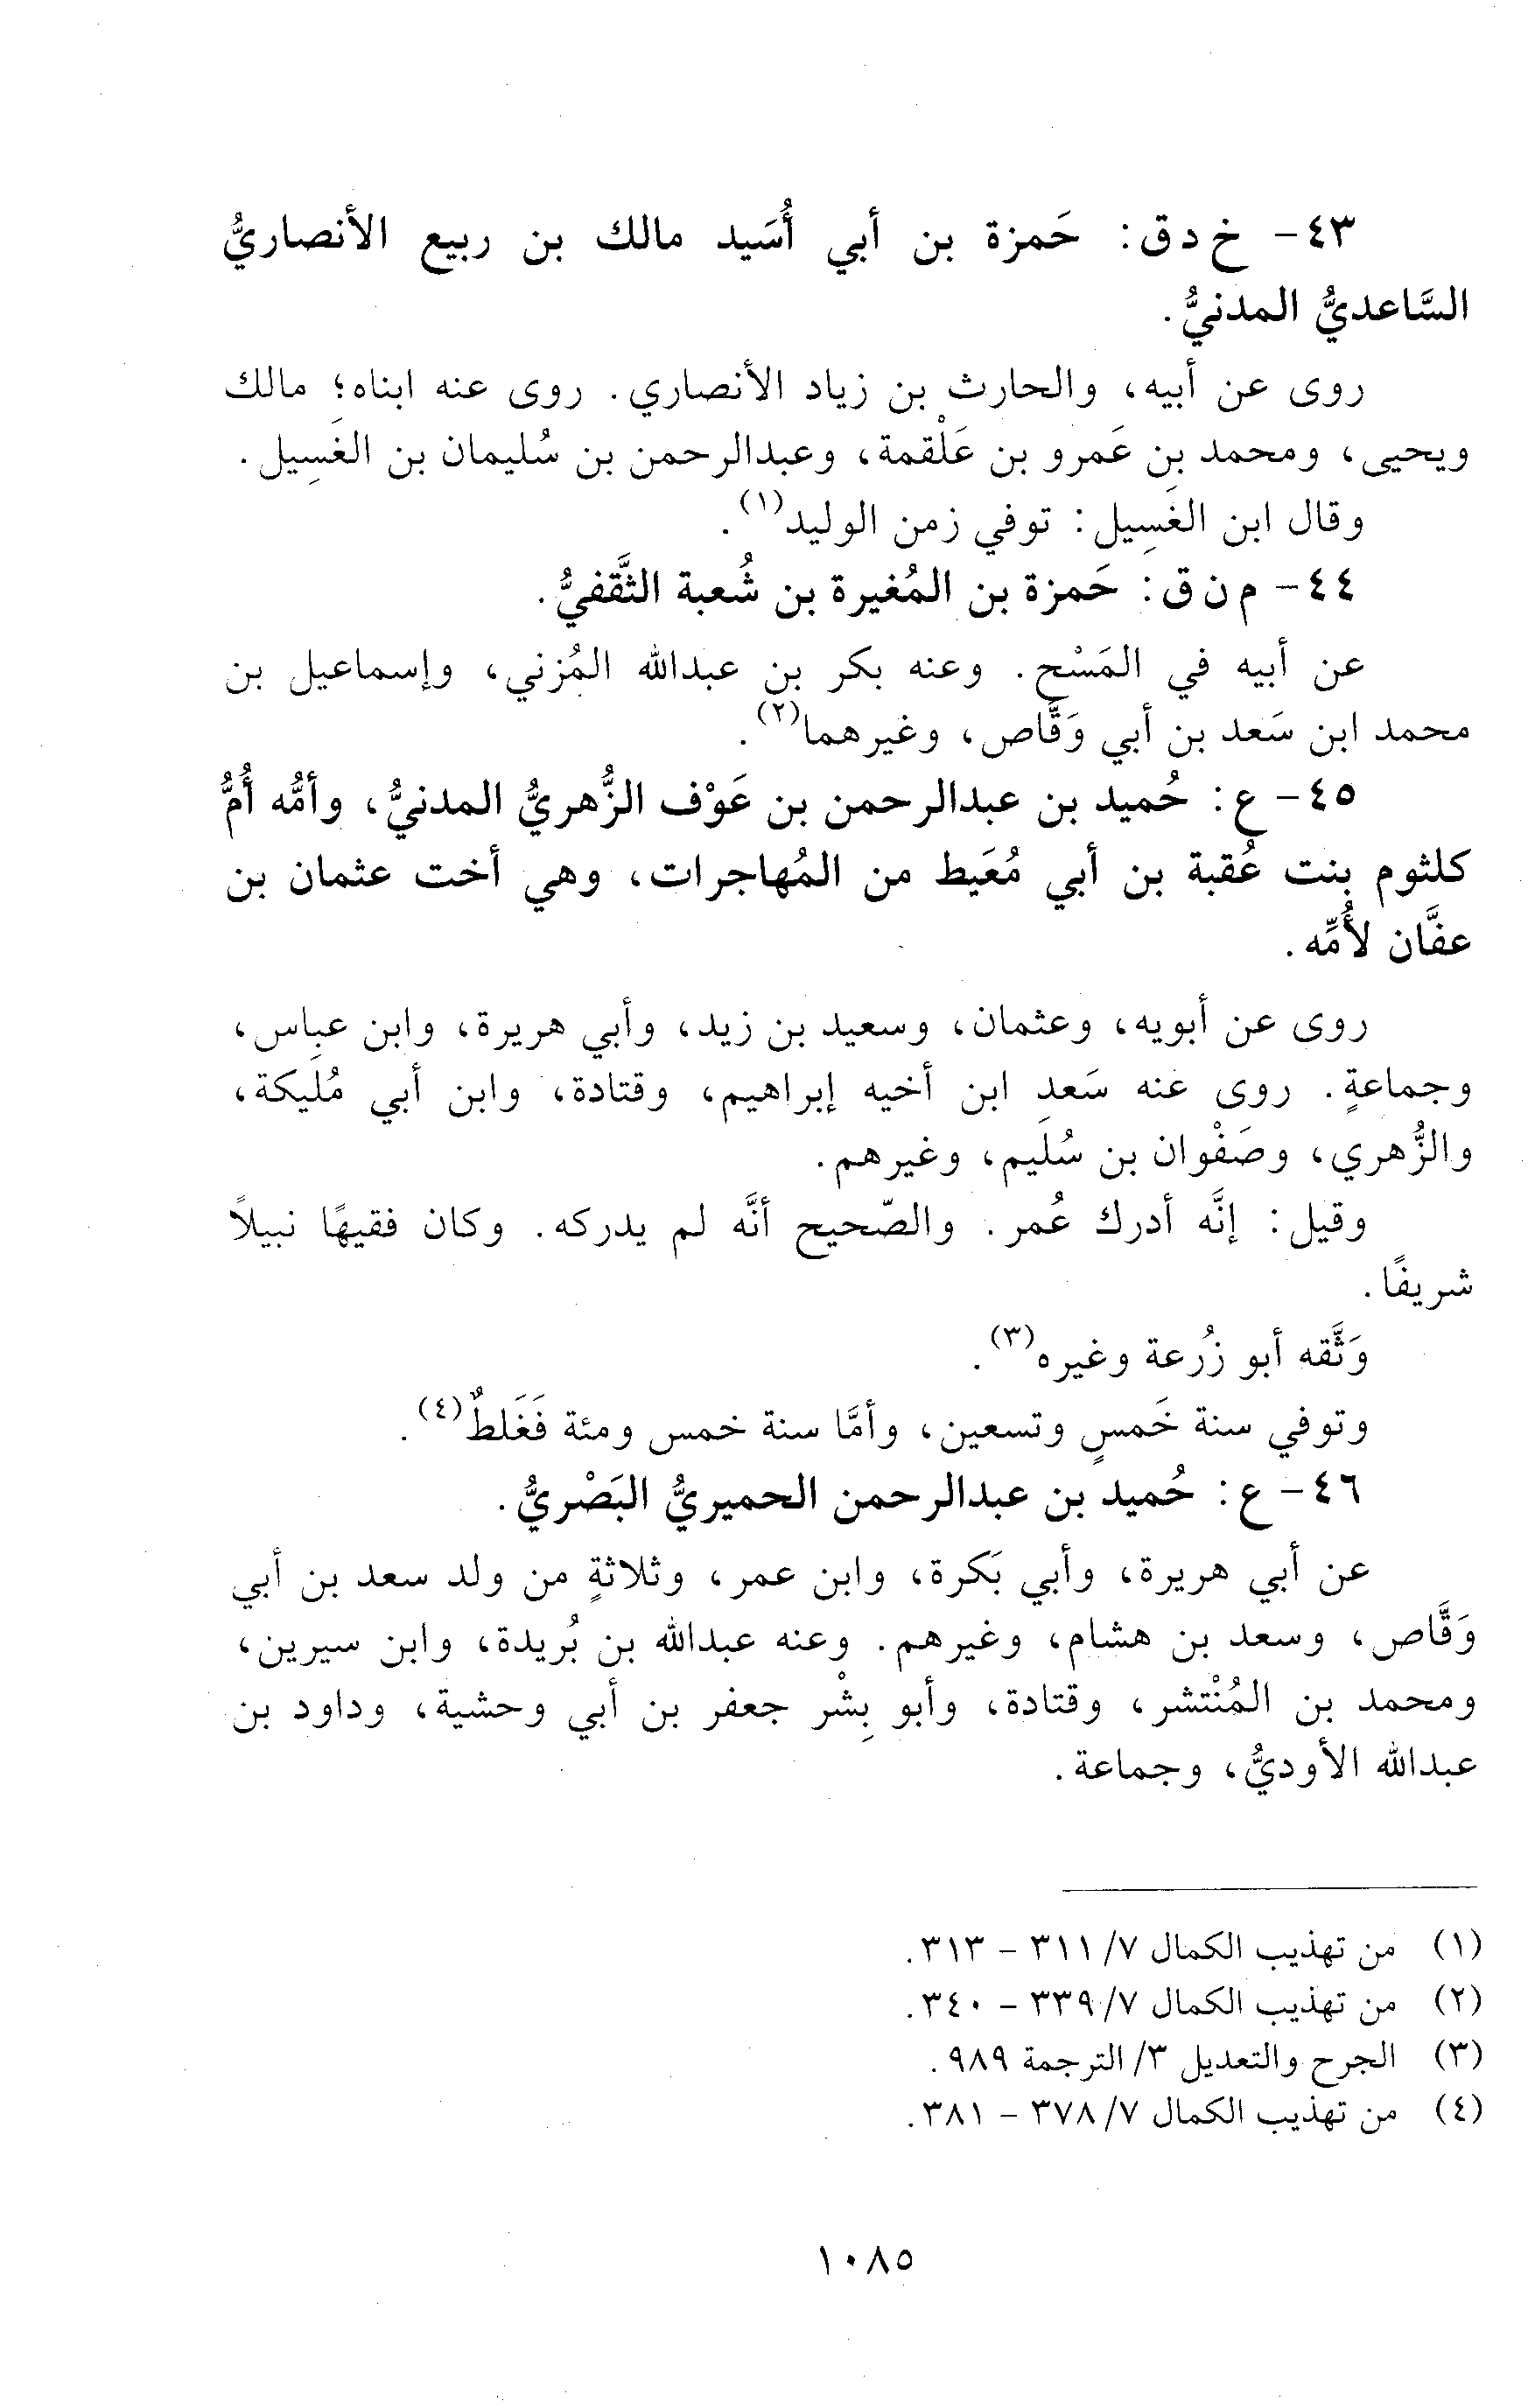 ٤٣- خ د ق: حَمزة بن أبي أُسَيد مالك بن ربيع الأنصاريُّ
السَّاعديُّ المدنيُّ.
روى عن أبيه، والحارث بن زياد الأنصاري. روى عنه ابناه؛ مالك
ويحيى، ومحمد بن عَمرو بن عَلْقمة، وعبدالرحمن بن سُليمان بن الغَسِيل.
وقال ابن الغَسِيل: توفي زمن الوليد(١).
٤٤- م ن ق: حَمزة بن المُغيرة بن شُعبة الثَّقفيُّ.
عن أبيه في المَسْح. وعنه بكر بن عبدالله المُزني، وإسماعيل بن
محمد ابن سَعد بن أبي وَقَّاص، وغيرهما(٢).
٤٥- ع: حُميد بن عبدالرحمن بن عَوْف الزُّهريُّ المدنيُّ، وأمُّه أُمُّ
كلثوم بنت عُقبة بن أبي مُعَيط من المُهاجرات، وهي أخت عثمان بن
عفَّان لأُمِّه.
روى عن أبويه، وعثمان، وسعيد بن زيد، وأبي هريرة، وابن عباس،
وجماعةٍ. روى عنه سَعد ابن أخيه إبراهيم، وقتادة، وابن أبي مُلَيكة،
والزُّهري، وصَفْوان بن سُلَيم، وغيرهم.
وقيل: إنَّه أدرك عُمر. والصّحيح أنَّه لم يدركه. وكان فقيهًا نبيلاً
شريفًا.
وَثَّقه أبو زُرعة وغيره(٣).
وتوفي سنة خَمسٍ وتسعين، وأمَّا سنة خمس ومئة فَغَلطٌ(٤).
٤٦- ع: حُميد بن عبدالرحمن الحميريُّ البَصْريُّ.
عن أبي هريرة، وأبي بَكرة، وابن عمر، وثلاثةٍ من ولد سعد بن أبي
وَقَّاص، وسعد بن هشام، وغيرهم. وعنه عبدالله بن بُريدة، وابن سيرين،
ومحمد بن المُنْتشر، وقتادة، وأبو بِشْر جعفر بن أبي وحشية، وداود بن
عبدالله الأوديُّ، وجماعة.
(١) من تهذيب الكمال ٧/ ٣١١ - ٣١٣.
(٢) من تهذيب الكمال ٧/ ٣٣٩ - ٣٤٠.
(٣) الجرح والتعديل ٣/ الترجمة ٩٨٩.
(٤) من تهذيب الكمال ٧/ ٣٧٨ - ٣٨١.
١٠٨٥